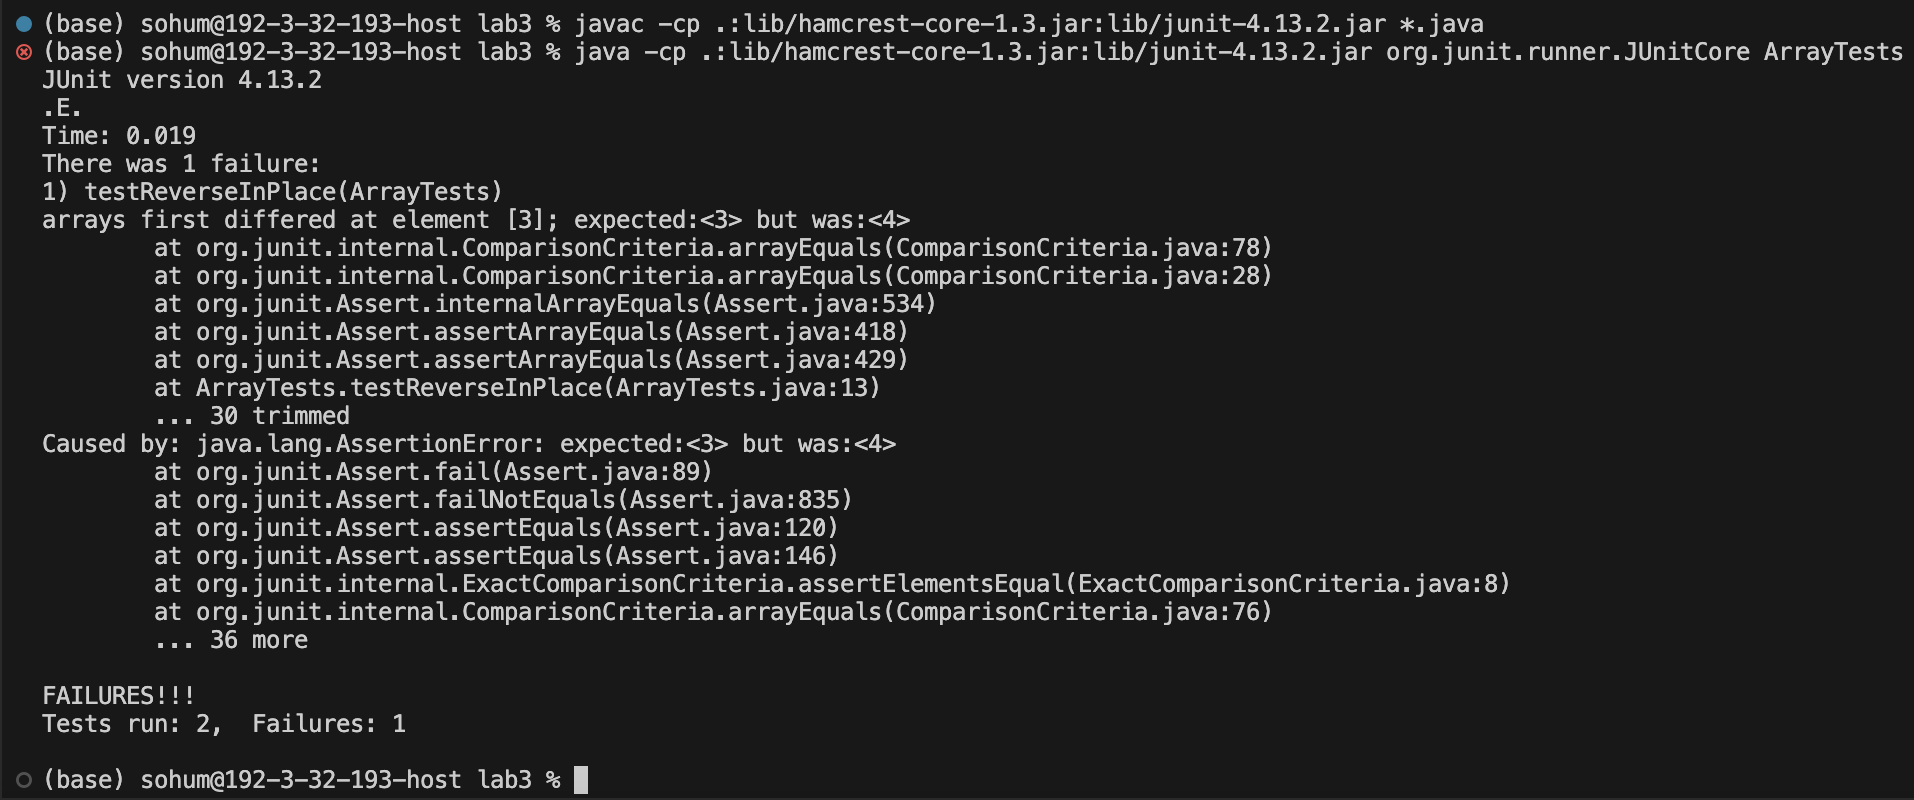 (base) sohum@192-3-32-193-host lab3 % javac -cp .:lib/hamcrest-core-1.3.jar:lib/junit-4.13.2.jar *.java
(base) sohum@192-3-32-193-host lab3 % java -cp .:lib/hamcrest-core-1.3.jar:lib/junit-4.13.2.jar org.junit.runner.JUnitCore ArrayTests
JUnit version 4.13.2
.E.
Time: 0.019
There was 1 failure:
1) testReverseInPlace(ArrayTests)
arrays first differed at element [3]; expected:<3> but was:<4>
        at org.junit.internal.ComparisonCriteria.arrayEquals(ComparisonCriteria.java:78)
        at org.junit.internal.ComparisonCriteria.arrayEquals(ComparisonCriteria.java:28)
        at org.junit.Assert.internalArrayEquals(Assert.java:534)
        at org.junit.Assert.assertArrayEquals(Assert.java:418)
        at org.junit.Assert.assertArrayEquals(Assert.java:429)
        at ArrayTests.testReverseInPlace(ArrayTests.java:13)
        ... 30 trimmed
Caused by: java.lang.AssertionError: expected:<3> but was:<4>
        at org.junit.Assert.fail(Assert.java:89)
        at org.junit.Assert.failNotEquals(Assert.java:835)
        at org.junit.Assert.assertEquals(Assert.java:120)
        at org.junit.Assert.assertEquals(Assert.java:146)
        at org.junit.internal.ExactComparisonCriteria.assertElementsEqual(ExactComparisonCriteria.java:8)
        at org.junit.internal.ComparisonCriteria.arrayEquals(ComparisonCriteria.java:76)
        ... 36 more

FAILURES!!!
Tests run: 2,  Failures: 1

(base) sohum@192-3-32-193-host lab3 %